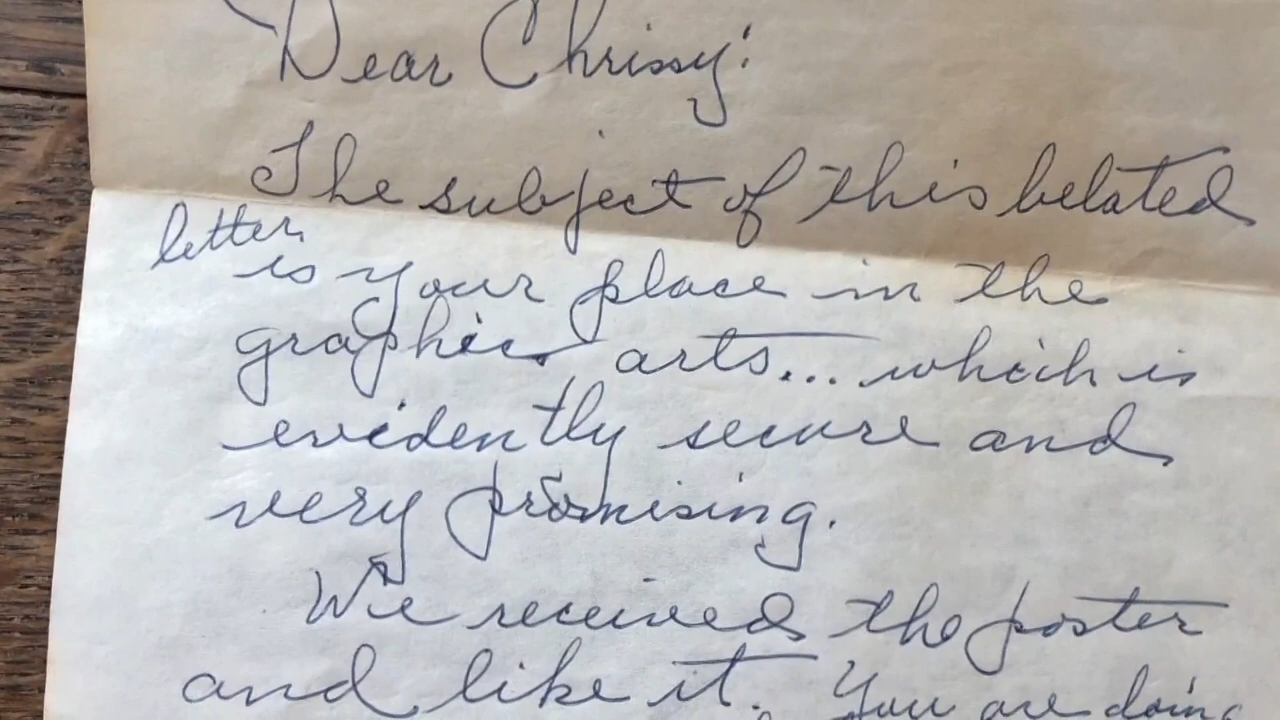 Dear Chrissy:
The subject of this belated
letter
is your place in the
graphic arts... which is
evidently secure and
very promising.
We received the poster
and like it. You are doing